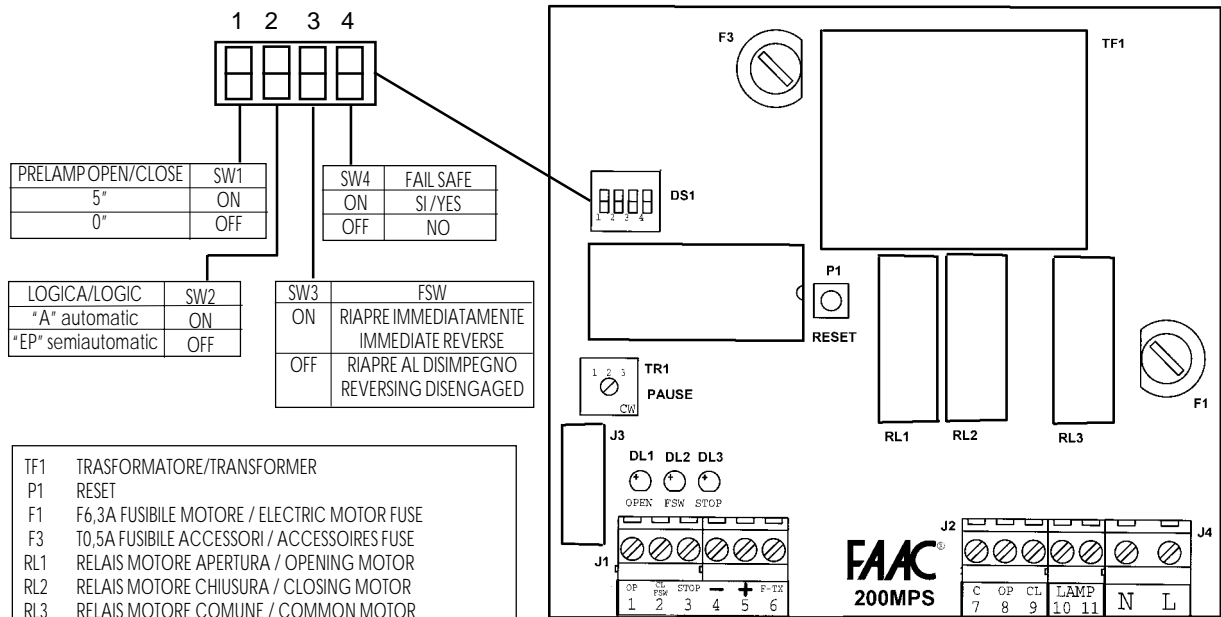 1 2 3 4
PRELAMP OPEN/CLOSE SW1
5" ON
0" OFF
SW4 FAIL SAFE
ON SI/YES
OFF NO
LOGICA/LOGIC SW2
"A" automatic ON
"EP" semiautomatic OFF
SW3 FSW
ON RIAPRE IMMEDIATAMENTE
IMMEDIATE REVERSE
OFF RIAPRE AL DISIMPEGNO
REVERSING DISENGAGED
TF1 TRASFORMATORE/TRANSFORMER
P1 RESET
F1 F6,3A FUSIBILE MOTORE / ELECTRIC MOTOR FUSE
F3 T0,5A FUSIBILE ACCESSORI / ACCESSOIRES FUSE
RL1 RELAIS MOTORE APERTURA / OPENING MOTOR
RL2 RELAIS MOTORE CHIUSURA / CLOSING MOTOR
RL3 RELAIS MOTORE COMUNE / COMMON MOTOR
F3
TF1
1 2 3 4
DS1
P1
RESET
1 2 3
CW
TR1
PAUSE
F1
RL1 RL2 RL3
J3
DL1 DL2 DL3
+ + +
OPEN FSW STOP
J1
OP CL FSW STOP − + F-TX
1 2 3 4 5 6
FAAC®
200MPS
J2
J4
C OP CL LAMP N L
7 8 9 10 11